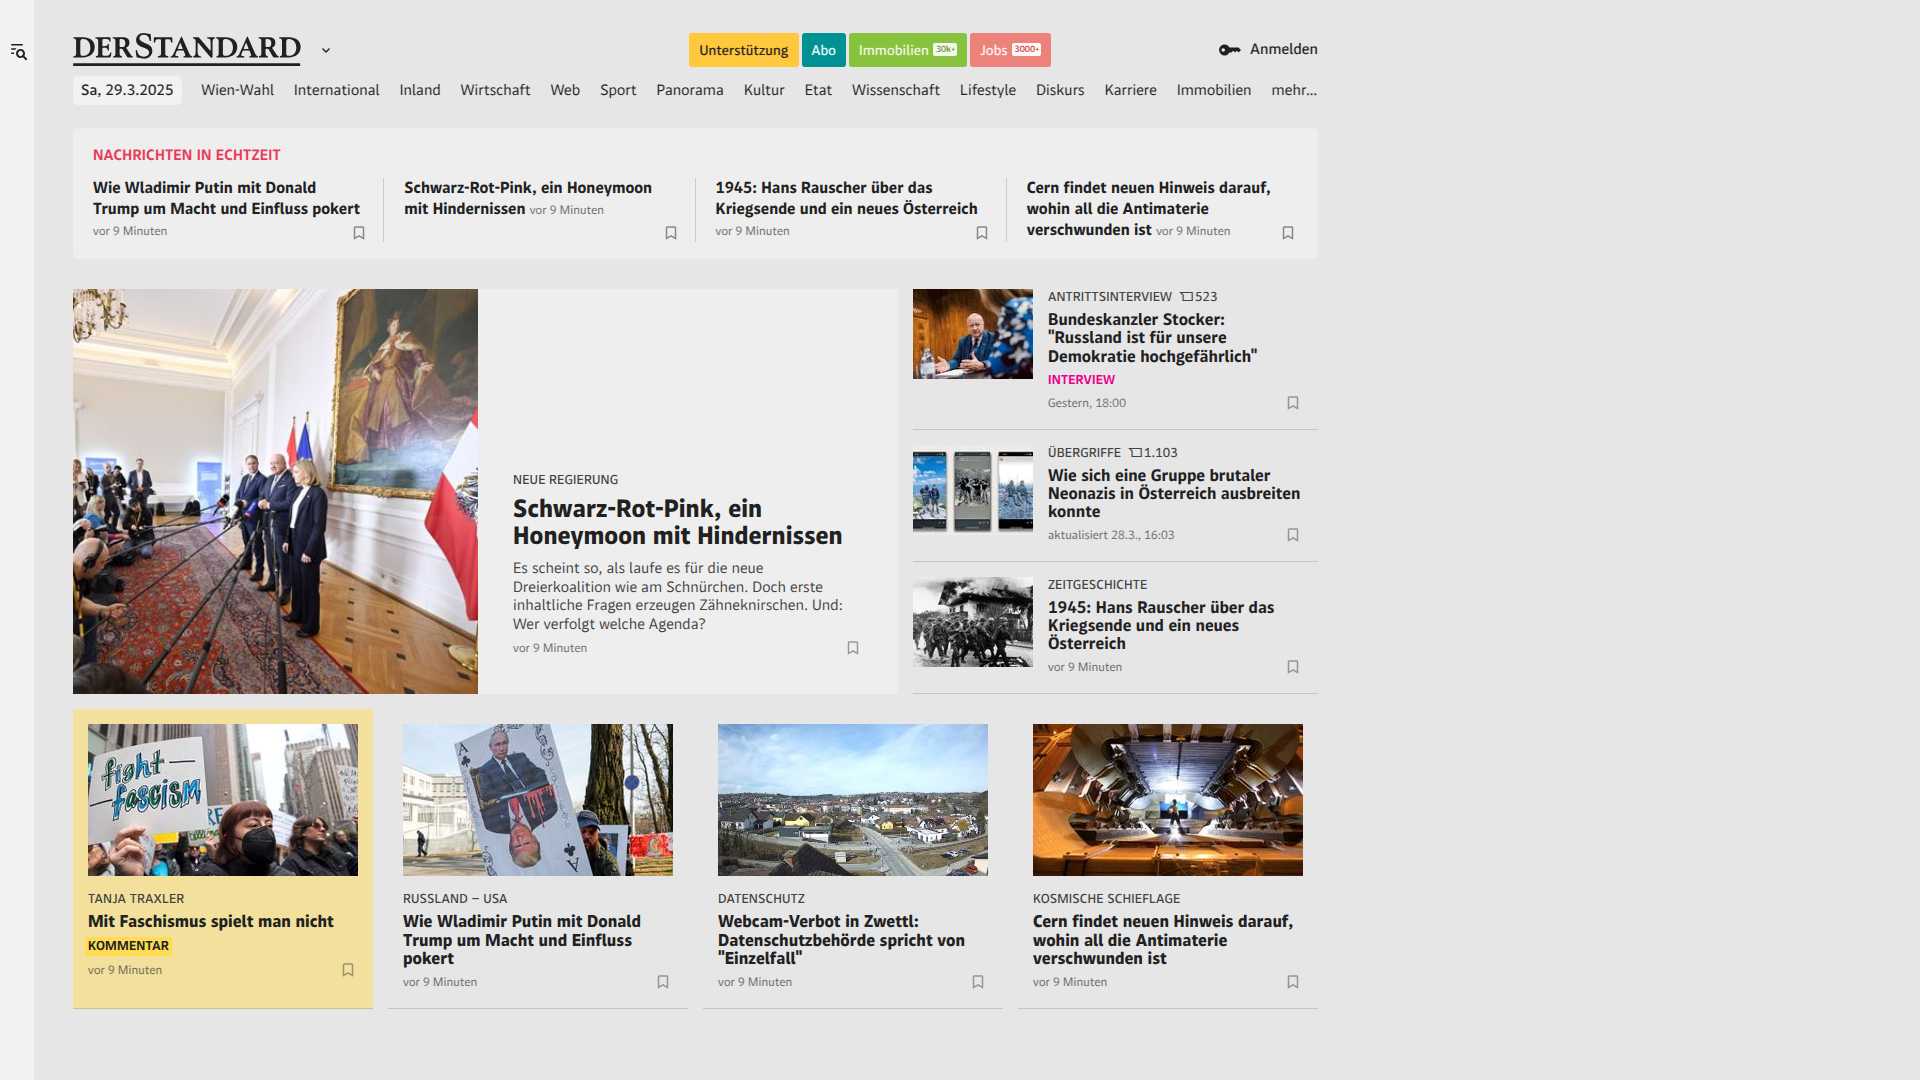 DERSTANDARD
Unterstützung
Abo
Immobilien 30k+
Jobs 3000+
Anmelden
Sa, 29.3.2025
Wien-Wahl
International
Inland
Wirtschaft
Web
Sport
Panorama
Kultur
Etat
Wissenschaft
Lifestyle
Diskurs
Karriere
Immobilien
mehr...
NACHRICHTEN IN ECHTZEIT
Wie Wladimir Putin mit Donald
Trump um Macht und Einfluss pokert
vor 9 Minuten
Schwarz-Rot-Pink, ein Honeymoon
mit Hindernissen vor 9 Minuten
1945: Hans Rauscher über das
Kriegsende und ein neues Österreich
vor 9 Minuten
Cern findet neuen Hinweis darauf,
wohin all die Antimaterie
verschwunden ist vor 9 Minuten
NEUE REGIERUNG
Schwarz-Rot-Pink, ein
Honeymoon mit Hindernissen
Es scheint so, als laufe es für die neue
Dreierkoalition wie am Schnürchen. Doch erste
inhaltliche Fragen erzeugen Zähneknirschen. Und:
Wer verfolgt welche Agenda?
vor 9 Minuten
ANTRITTSINTERVIEW 523
Bundeskanzler Stocker:
"Russland ist für unsere
Demokratie hochgefährlich"
INTERVIEW
Gestern, 18:00
ÜBERGRIFFE 1.103
Wie sich eine Gruppe brutaler
Neonazis in Österreich ausbreiten
konnte
aktualisiert 28.3., 16:03
ZEITGESCHICHTE
1945: Hans Rauscher über das
Kriegsende und ein neues
Österreich
vor 9 Minuten
fight
fascism
TANJA TRAXLER
Mit Faschismus spielt man nicht
KOMMENTAR
vor 9 Minuten
A
A
RUSSLAND – USA
Wie Wladimir Putin mit Donald
Trump um Macht und Einfluss
pokert
vor 9 Minuten
DATENSCHUTZ
Webcam-Verbot in Zwettl:
Datenschutzbehörde spricht von
"Einzelfall"
vor 9 Minuten
KOSMISCHE SCHIEFLAGE
Cern findet neuen Hinweis darauf,
wohin all die Antimaterie
verschwunden ist
vor 9 Minuten